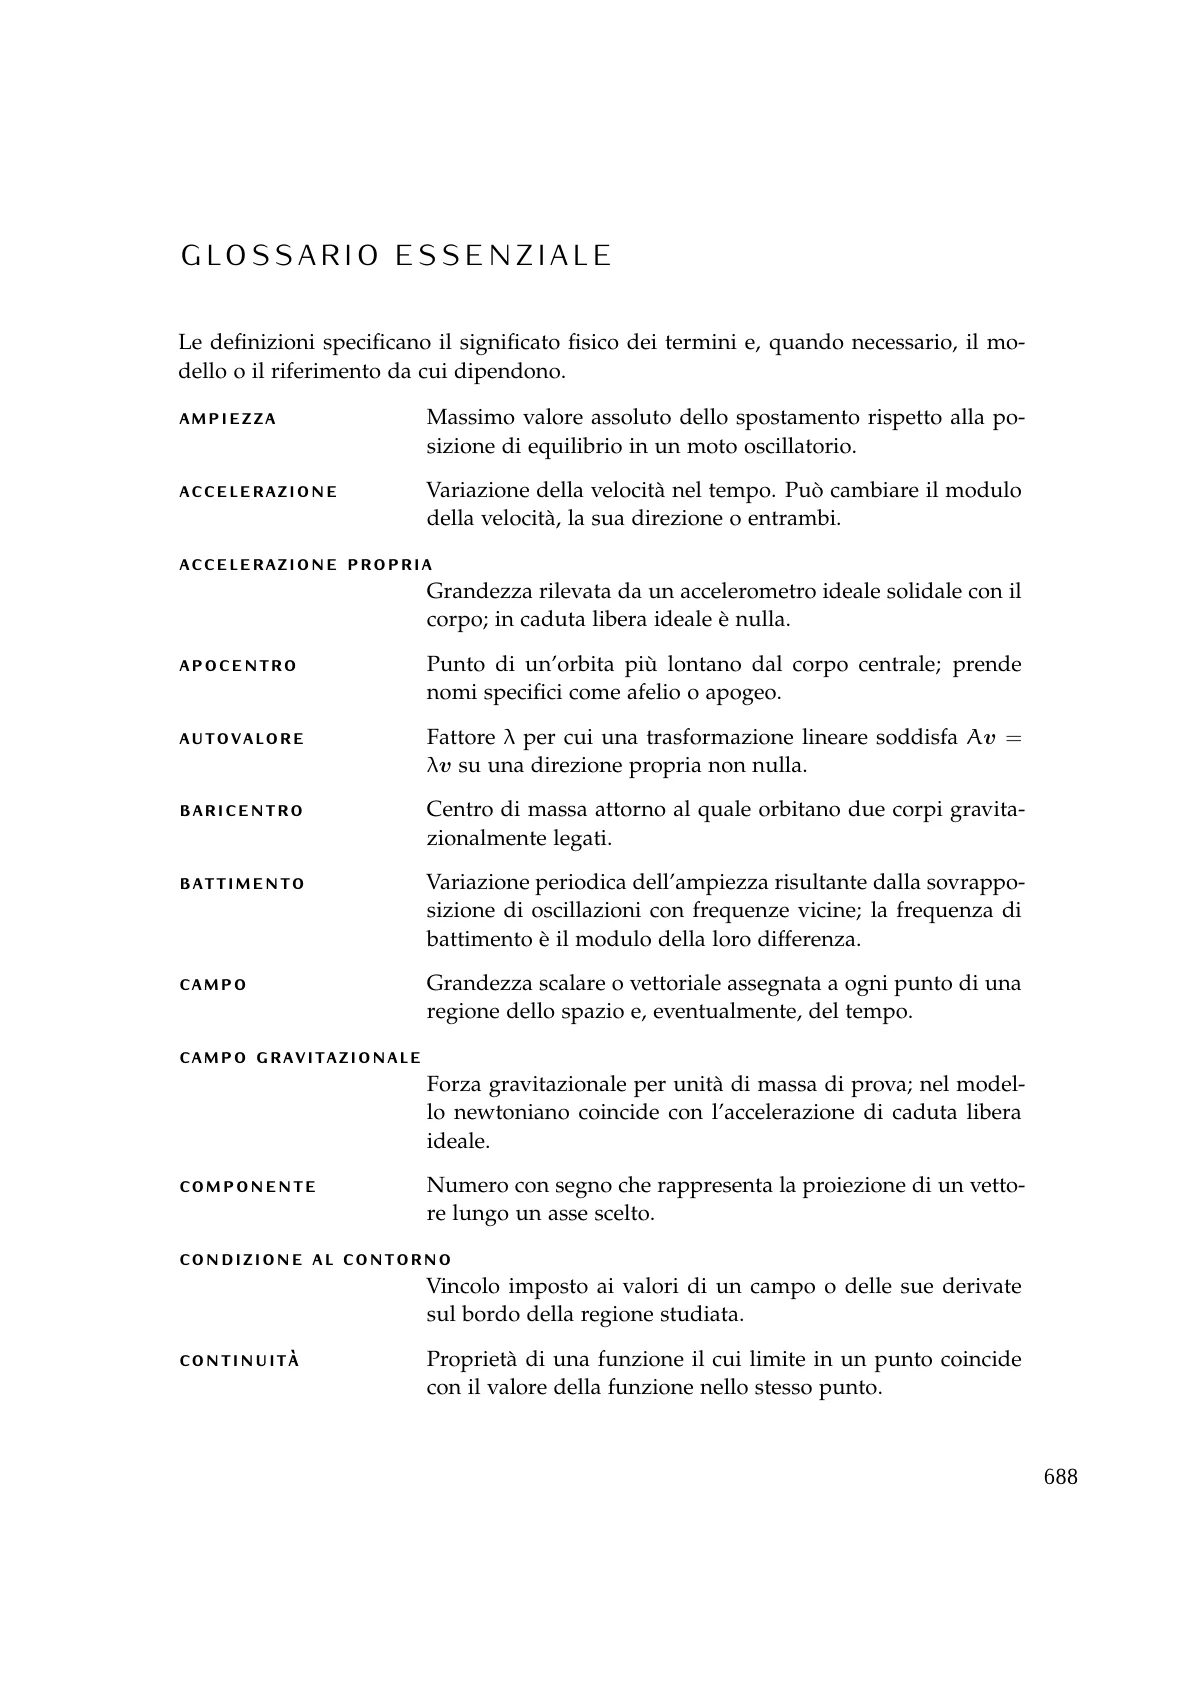 GLOSSARIO ESSENZIALE
Le definizioni specificano il significato fisico dei termini e, quando necessario, il mo-
dello o il riferimento da cui dipendono.
AMPIEZZA Massimo valore assoluto dello spostamento rispetto alla po-
sizione di equilibrio in un moto oscillatorio.
ACCELERAZIONE Variazione della velocità nel tempo. Può cambiare il modulo
della velocità, la sua direzione o entrambi.
ACCELERAZIONE PROPRIA
Grandezza rilevata da un accelerometro ideale solidale con il
corpo; in caduta libera ideale è nulla.
APOCENTRO Punto di un’orbita più lontano dal corpo centrale; prende
nomi specifici come afelio o apogeo.
AUTOVALORE Fattore λ per cui una trasformazione lineare soddisfa Av =
λv su una direzione propria non nulla.
BARICENTRO Centro di massa attorno al quale orbitano due corpi gravita-
zionalmente legati.
BATTIMENTO Variazione periodica dell’ampiezza risultante dalla sovrappo-
sizione di oscillazioni con frequenze vicine; la frequenza di
battimento è il modulo della loro differenza.
CAMPO Grandezza scalare o vettoriale assegnata a ogni punto di una
regione dello spazio e, eventualmente, del tempo.
CAMPO GRAVITAZIONALE
Forza gravitazionale per unità di massa di prova; nel model-
lo newtoniano coincide con l’accelerazione di caduta libera
ideale.
COMPONENTE Numero con segno che rappresenta la proiezione di un vetto-
re lungo un asse scelto.
CONDIZIONE AL CONTORNO
Vincolo imposto ai valori di un campo o delle sue derivate
sul bordo della regione studiata.
CONTINUITÀ Proprietà di una funzione il cui limite in un punto coincide
con il valore della funzione nello stesso punto.
688